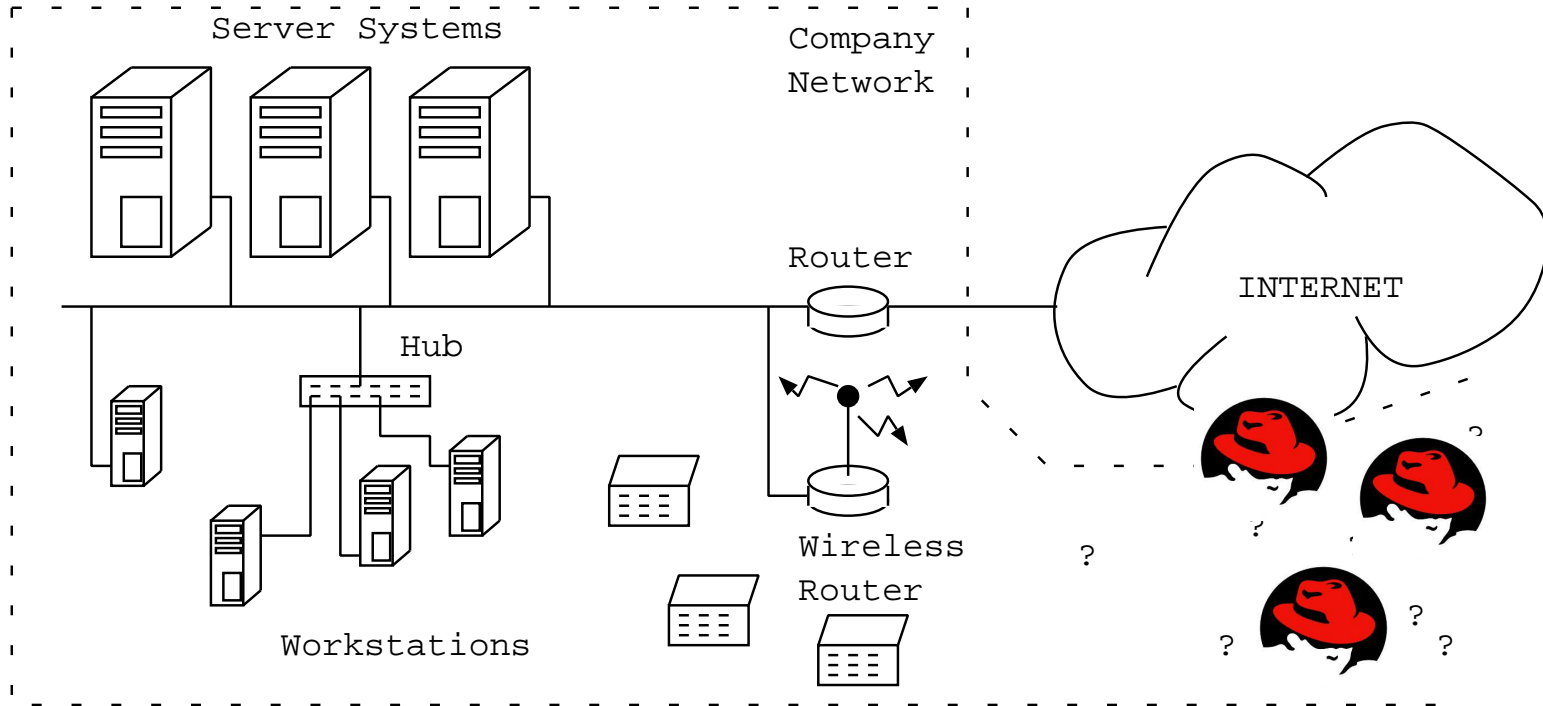 Server Systems
Company
Network
Router
INTERNET
Hub
?
?
?
Wireless
Router
?
?
?
Workstations